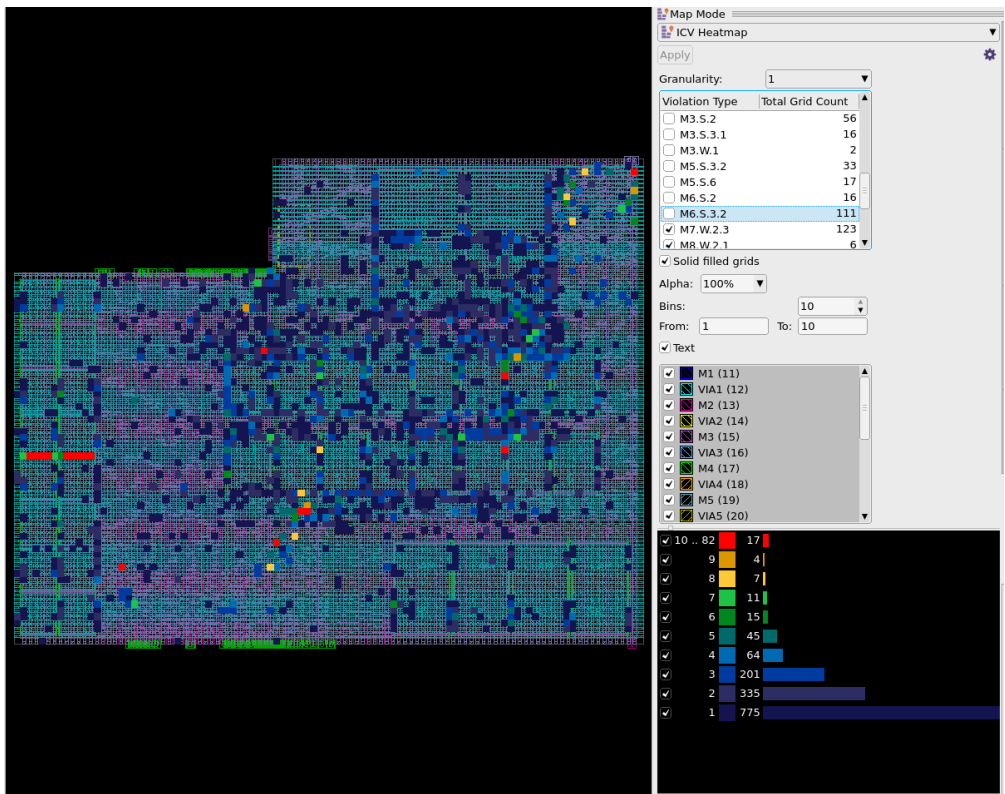 Map Mode
ICV Heatmap
Apply
Granularity: 1
Violation Type Total Grid Count
M3.S.2 56
M3.S.3.1 16
M3.W.1 2
M5.S.3.2 33
M5.S.6 17
M6.S.2 16
M6.S.3.2 111
M7.W.2.3 123
M8.W.2.1 6
Solid filled grids
Alpha: 100%
Bins: 10
From: 1 To: 10
Text
M1 (11)
VIA1 (12)
M2 (13)
VIA2 (14)
M3 (15)
VIA3 (16)
M4 (17)
VIA4 (18)
M5 (19)
VIA5 (20)
10 .. 82 17
9 4
8 7
7 11
6 15
5 45
4 64
3 201
2 335
1 775